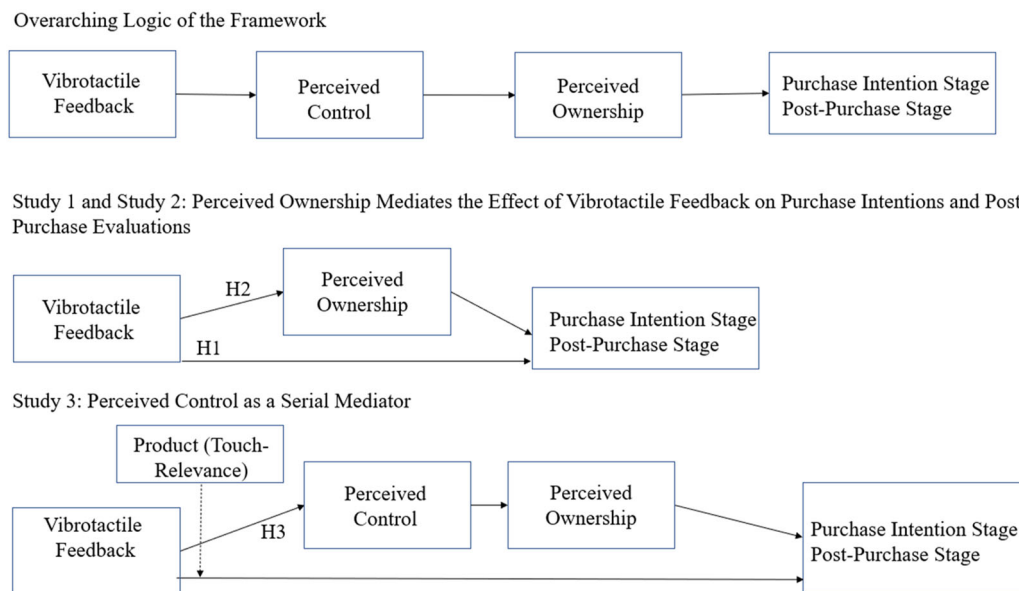 Overarching Logic of the Framework
Vibrotactile
Feedback
Perceived
Control
Perceived
Ownership
Purchase Intention Stage
Post-Purchase Stage
Study 1 and Study 2: Perceived Ownership Mediates the Effect of Vibrotactile Feedback on Purchase Intentions and Post
Purchase Evaluations
Vibrotactile
Feedback
H2
H1
Perceived
Ownership
Purchase Intention Stage
Post-Purchase Stage
Study 3: Perceived Control as a Serial Mediator
Product (Touch-
Relevance)
Vibrotactile
Feedback
H3
Perceived
Control
Perceived
Ownership
Purchase Intention Stage
Post-Purchase Stage